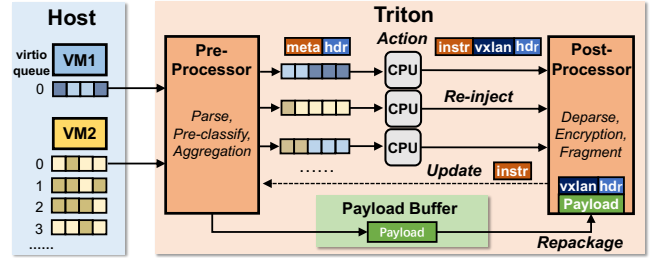 Host
virtio
queue
VM1
0
VM2
0
1
2
3
......
Triton
Pre-
Processor
Parse,
Pre-classify,
Aggregation
meta hdr
Action
instr vxlan hdr
CPU
CPU
CPU
Re-inject
......
Update
instr
Post-
Processor
Deparse,
Encryption,
Fragment
vxlan hdr
Payload
Payload Buffer
Payload
Repackage